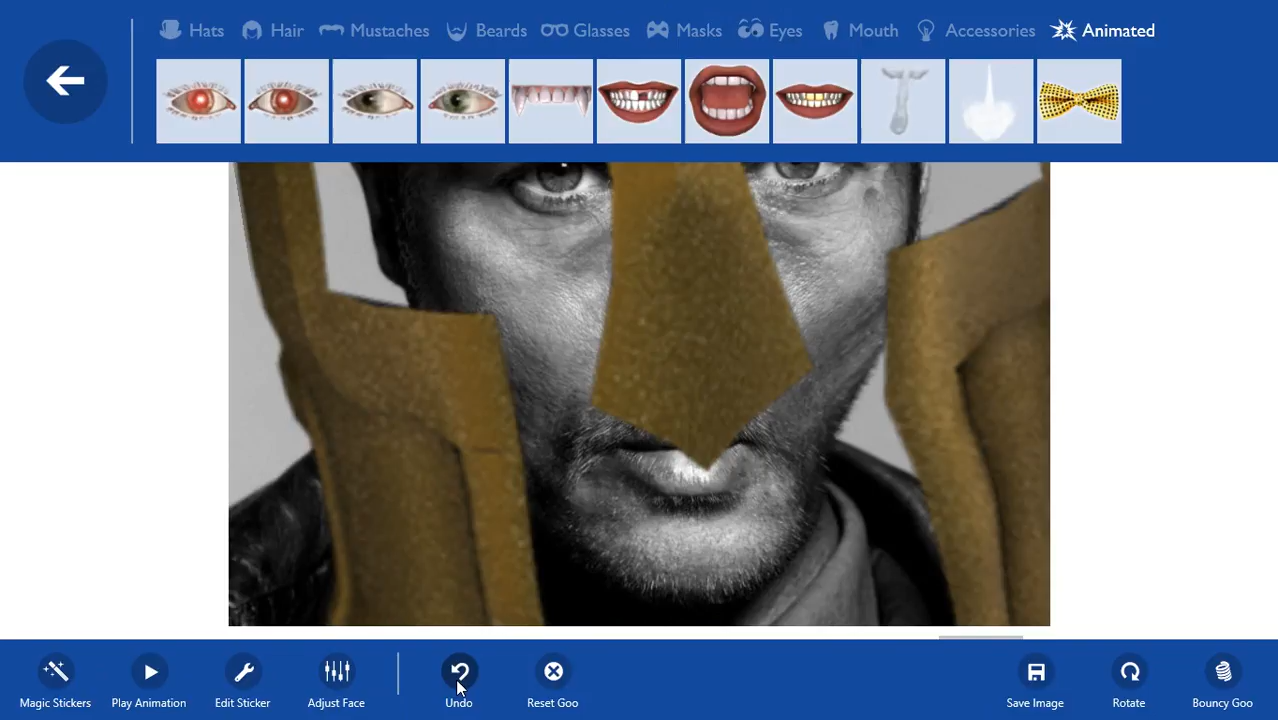 Hats Hair Mustaches Beards Glasses Masks Eyes Mouth Accessories Animated
Magic Stickers Play Animation Edit Sticker Adjust Face Undo Reset Goo Save Image Rotate Bouncy Goo